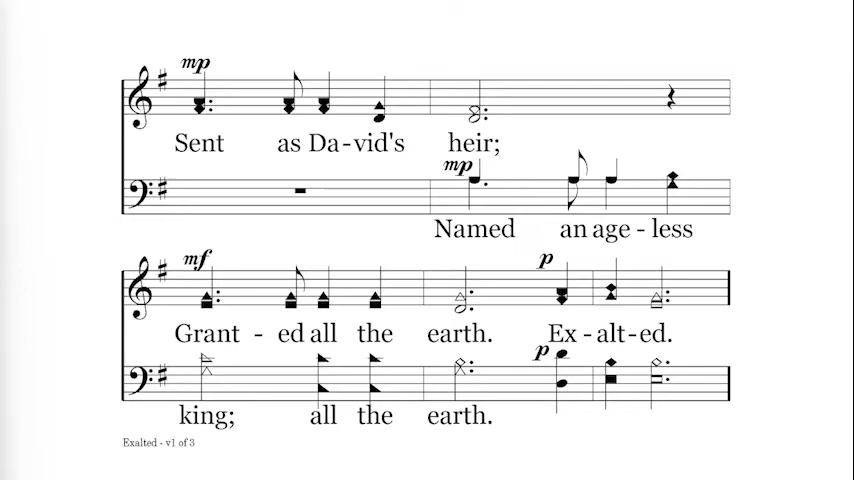 mp
Sent as Da-vid's heir;
mp
Named an age-less
mf p
Grant-ed all the earth. Ex-alt-ed.
p
king; all the earth.
Exalted - v1 of 3